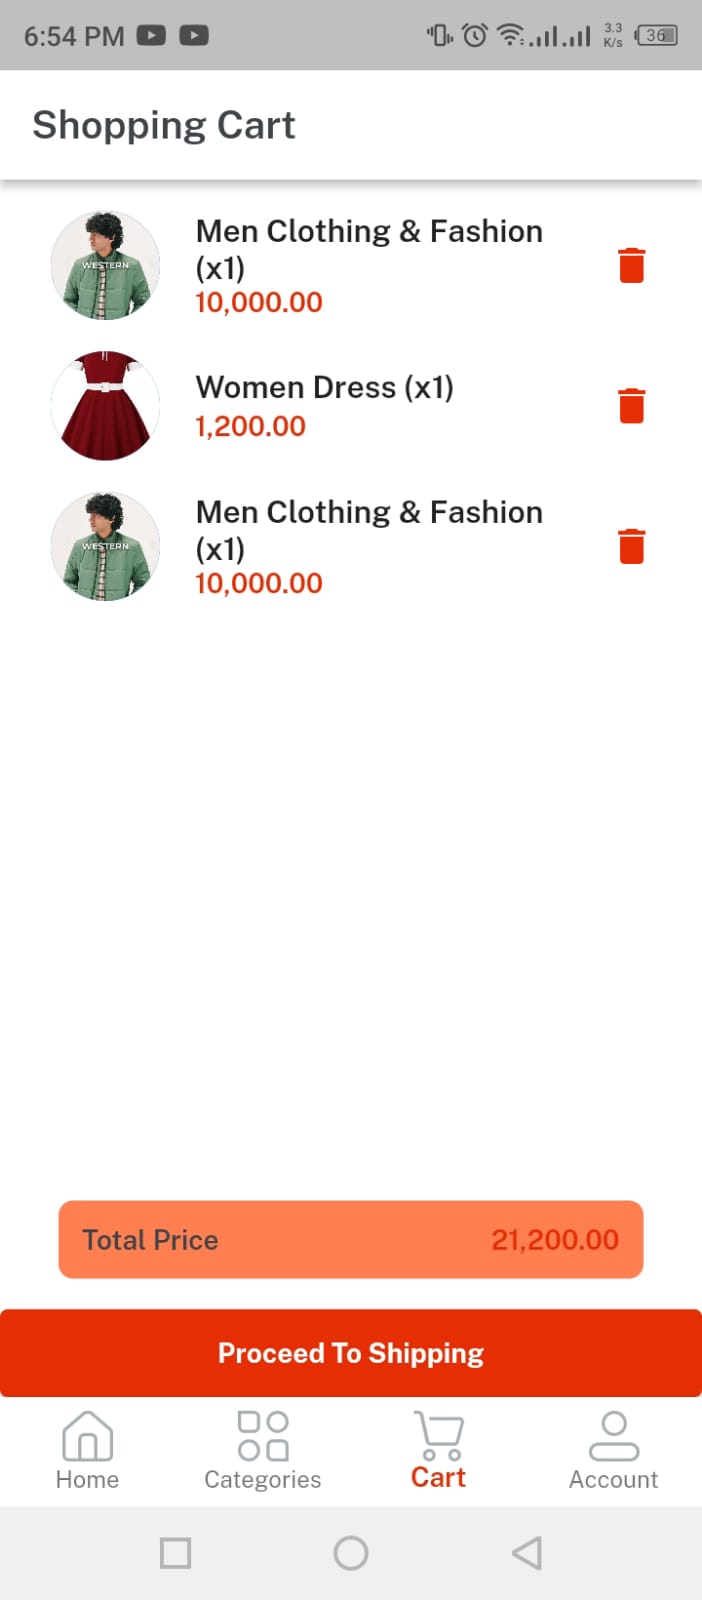 6:54 PM
3.3
K/s
36
Shopping Cart
Men Clothing & Fashion
(x1)
10,000.00
WESTERN
Women Dress (x1)
1,200.00
Men Clothing & Fashion
(x1)
10,000.00
WESTERN
Total Price 21,200.00
Proceed To Shipping
Home Categories Cart Account